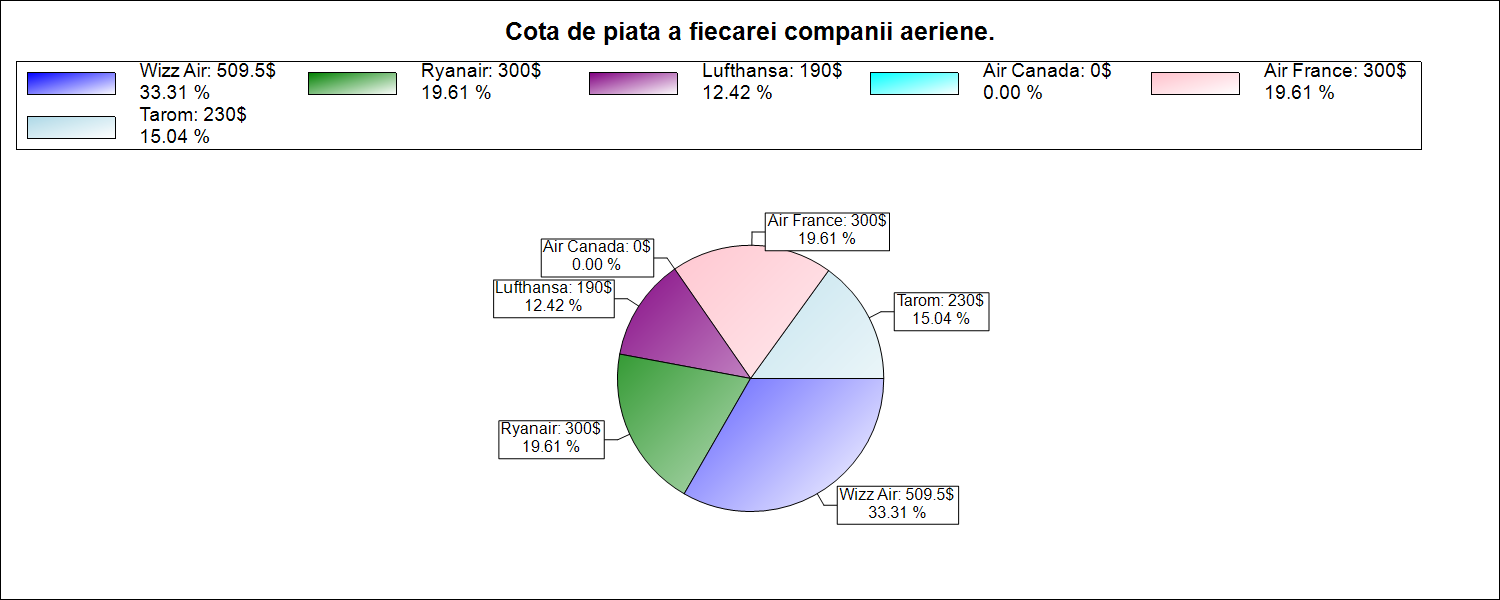 Cota de piata a fiecarei companii aeriene.
Wizz Air: 509.5$
33.31 %
Ryanair: 300$
19.61 %
Lufthansa: 190$
12.42 %
Air Canada: 0$
0.00 %
Air France: 300$
19.61 %
Tarom: 230$
15.04 %
Air France: 300$
19.61 %
Air Canada: 0$
0.00 %
Lufthansa: 190$
12.42 %
Tarom: 230$
15.04 %
Ryanair: 300$
19.61 %
Wizz Air: 509.5$
33.31 %